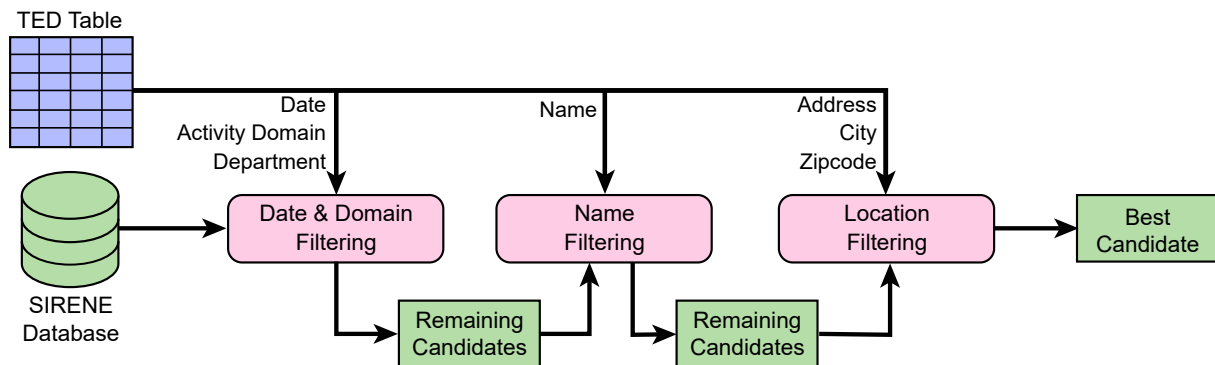 TED Table
Date
Activity Domain
Department
Name
Address
City
Zipcode
Date & Domain
Filtering
Name
Filtering
Location
Filtering
Best
Candidate
SIRENE
Database
Remaining
Candidates
Remaining
Candidates